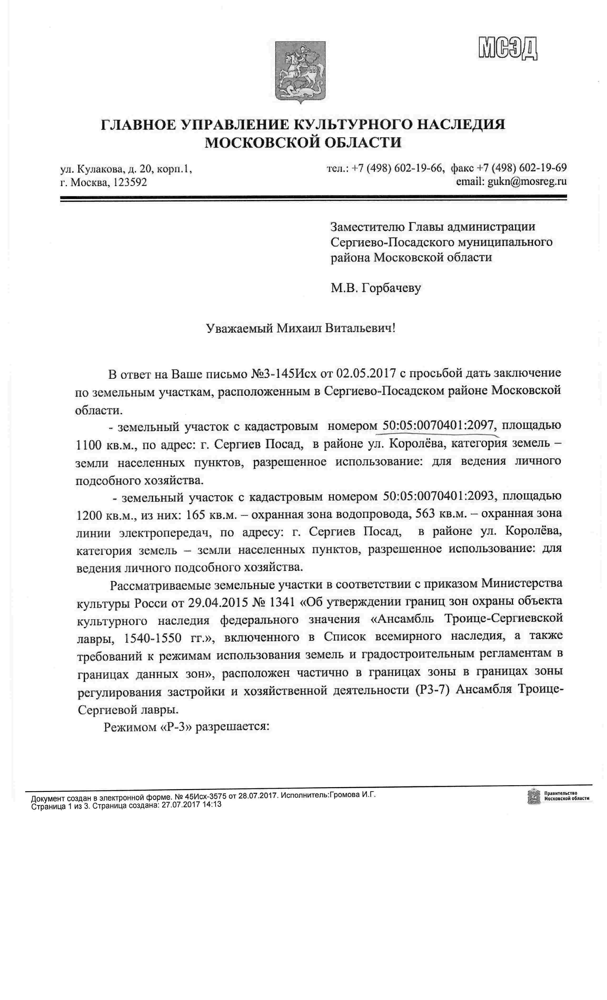 МСЭД
ГЛАВНОЕ УПРАВЛЕНИЕ КУЛЬТУРНОГО НАСЛЕДИЯ
МОСКОВСКОЙ ОБЛАСТИ
ул. Кулакова, д. 20, корп.1,
г. Москва, 123592
тел.: +7 (498) 602-19-66, факс +7 (498) 602-19-69
email: gukn@mosreg.ru
Заместителю Главы администрации
Сергиево-Посадского муниципального
района Московской области
М.В. Горбачеву
Уважаемый Михаил Витальевич!
В ответ на Ваше письмо №3-145Исх от 02.05.2017 с просьбой дать заключение
по земельным участкам, расположенным в Сергиево-Посадском районе Московской
области.
- земельный участок с кадастровым номером 50:05:0070401:2097, площадью
1100 кв.м., по адрес: г. Сергиев Посад, в районе ул. Королёва, категория земель –
земли населенных пунктов, разрешенное использование: для ведения личного
подсобного хозяйства.
- земельный участок с кадастровым номером 50:05:0070401:2093, площадью
1200 кв.м., из них: 165 кв.м. – охранная зона водопровода, 563 кв.м. – охранная зона
линии электропередач, по адресу: г. Сергиев Посад, в районе ул. Королёва,
категория земель – земли населенных пунктов, разрешенное использование: для
ведения личного подсобного хозяйства.
Рассматриваемые земельные участки в соответствии с приказом Министерства
культуры Росси от 29.04.2015 № 1341 «Об утверждении границ зон охраны объекта
культурного наследия федерального значения «Ансамбль Троице-Сергиевской
лавры, 1540-1550 гг.», включенного в Список всемирного наследия, а также
требований к режимам использования земель и градостроительным регламентам в
границах данных зон», расположен частично в границах зоны в границах зоны
регулирования застройки и хозяйственной деятельности (РЗ-7) Ансамбля Троице-
Сергиевой лавры.
Режимом «Р-3» разрешается:
Документ создан в электронной форме. № 45Исх-3575 от 28.07.2017. Исполнитель:Громова И.Г.
Страница 1 из 3. Страница создана: 27.07.2017 14:13
Правительство
Московской области